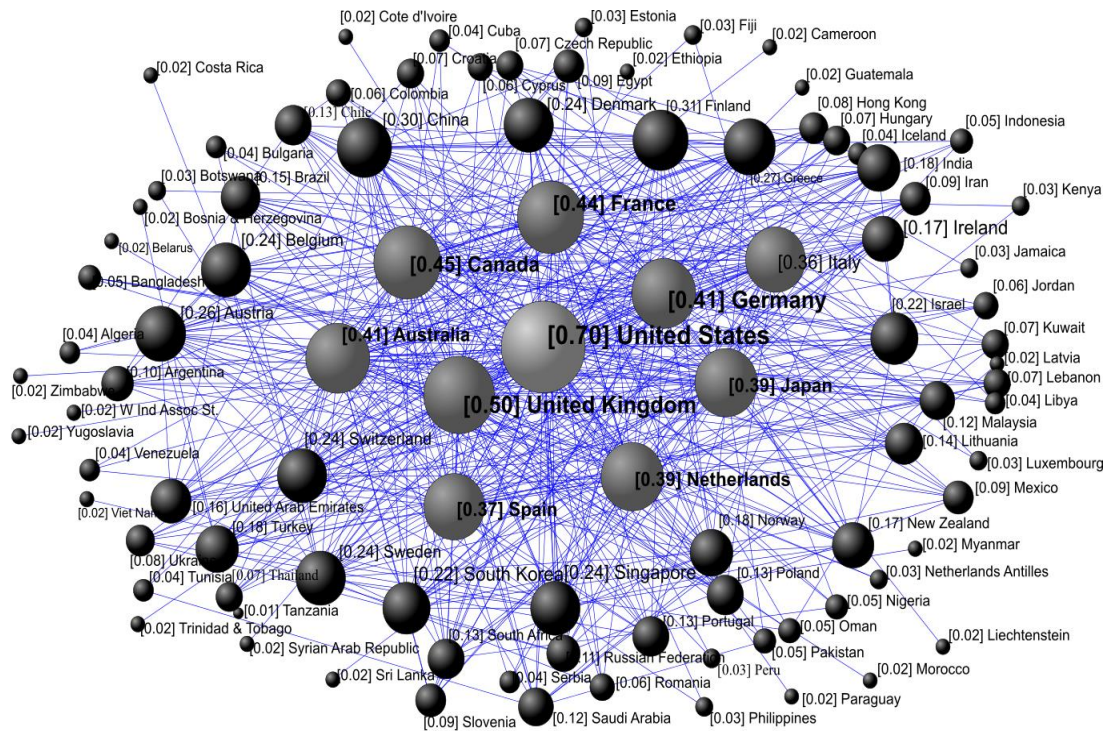 [0.02] Cote d'Ivoire
[0.03] Estonia
[0.03] Fiji
[0.04] Cuba
[0.02] Cameroon
[0.07] Czech Republic
[0.07] Croatia
[0.02] Ethiopia
[0.02] Costa Rica
[0.02] Guatemala
[0.09] Egypt
[0.06] Cyprus
[0.06] Colombia
[0.24] Denmark
[0.31] Finland
[0.08] Hong Kong
[0.13] Chile
[0.30] China
[0.07] Hungary
[0.05] Indonesia
[0.04] Iceland
[0.04] Bulgaria
[0.18] India
[0.03] Botswana
[0.15] Brazil
[0.27] Greece
[0.09] Iran
[0.03] Kenya
[0.44] France
[0.02] Bosnia & Herzegovina
[0.17] Ireland
[0.24] Belgium
[0.02] Belarus
[0.03] Jamaica
[0.45] Canada
[0.36] Italy
[0.05] Bangladesh
[0.06] Jordan
[0.41] Germany
[0.22] Israel
[0.26] Austria
[0.04] Algeria
[0.41] Australia
[0.70] United States
[0.07] Kuwait
[0.02] Latvia
[0.10] Argentina
[0.07] Lebanon
[0.02] Zimbabwe
[0.39] Japan
[0.04] Libya
[0.50] United Kingdom
[0.02] W Ind Assoc St.
[0.12] Malaysia
[0.02] Yugoslavia
[0.24] Switzerland
[0.14] Lithuania
[0.04] Venezuela
[0.03] Luxembourg
[0.39] Netherlands
[0.09] Mexico
[0.16] United Arab Emirates
[0.37] Spain
[0.02] Viet Nam
[0.18] Turkey
[0.18] Norway
[0.17] New Zealand
[0.02] Myanmar
[0.24] Sweden
[0.08] Ukraine
[0.03] Netherlands Antilles
[0.07] Thailand
[0.22] South Korea
[0.24] Singapore
[0.13] Poland
[0.04] Tunisia
[0.05] Nigeria
[0.01] Tanzania
[0.13] Portugal
[0.02] Trinidad & Tobago
[0.05] Oman
[0.02] Liechtenstein
[0.13] South Africa
[0.02] Syrian Arab Republic
[0.05] Pakistan
[0.11] Russian Federation
[0.02] Morocco
[0.03] Peru
[0.02] Sri Lanka
[0.04] Serbia
[0.06] Romania
[0.02] Paraguay
[0.09] Slovenia
[0.12] Saudi Arabia
[0.03] Philippines